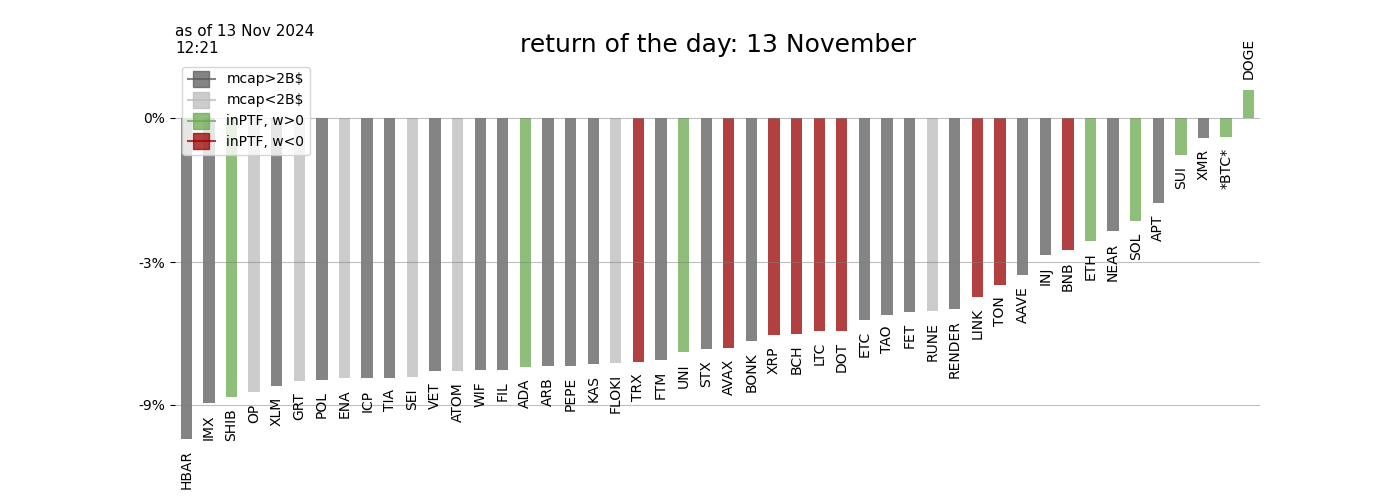 as of 13 Nov 2024
12:21
return of the day: 13 November
mcap>2B$
mcap<2B$
inPTF, w>0
inPTF, w<0
0%
-3%
-9%
HBAR
IMX
SHIB
OP
XLM
GRT
POL
ENA
ICP
TIA
SEI
VET
ATOM
WIF
FIL
ADA
ARB
PEPE
KAS
FLOKI
TRX
FTM
UNI
STX
AVAX
BONK
XRP
BCH
LTC
DOT
ETC
TAO
FET
RUNE
RENDER
LINK
TON
AAVE
INJ
BNB
ETH
NEAR
SOL
APT
SUI
XMR
*BTC*
DOGE